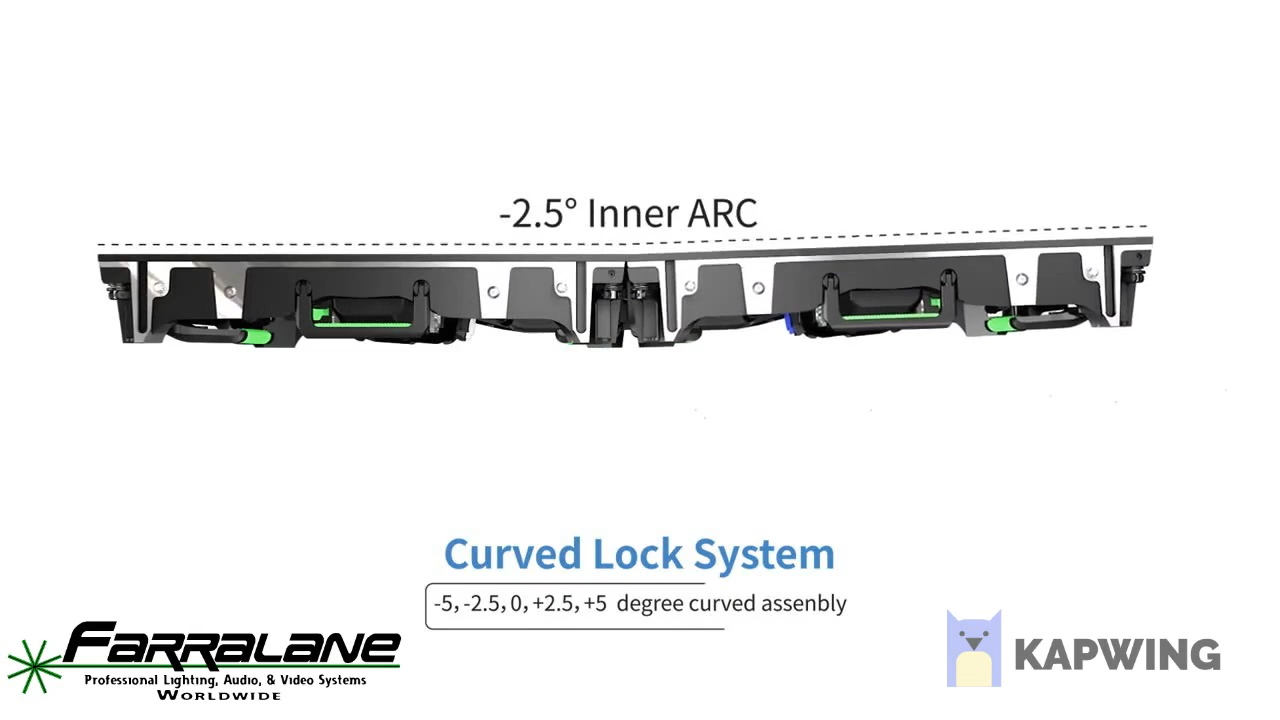 -2.5° Inner ARC
Curved Lock System
-5, -2.5, 0, +2.5, +5 degree curved assenbly
FARRALANE
Professional Lighting, Audio, & Video Systems
WORLDWIDE
KAPWING